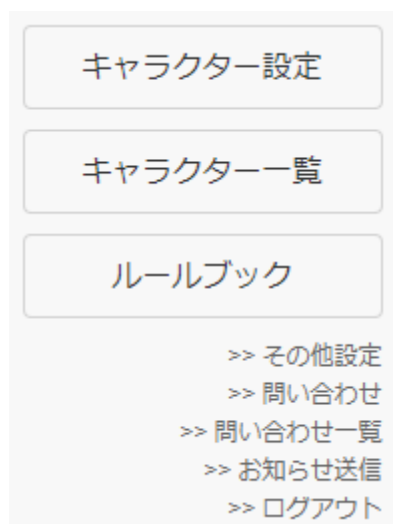 キャラクター設定
キャラクター一覧
ルールブック
>> その他設定
>> 問い合わせ
>> 問い合わせ一覧
>> お知らせ送信
>> ログアウト